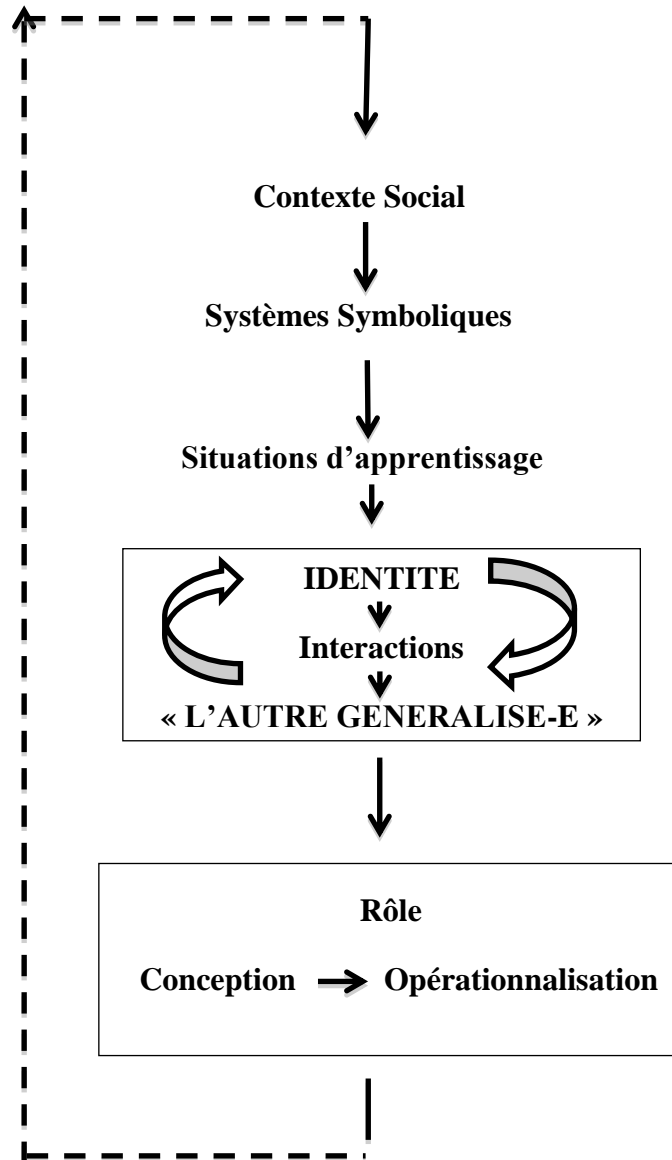 Contexte Social
Systèmes Symboliques
Situations d’apprentissage
IDENTITE
Interactions
« L’AUTRE GENERALISE-E »
Rôle
Conception Opérationnalisation